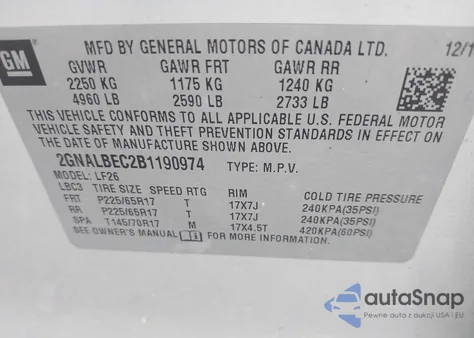 GM
MFD BY GENERAL MOTORS OF CANADA LTD. 12/1
GVWR GAWR FRT GAWR RR
2250 KG 1175 KG 1240 KG
4960 LB 2590 LB 2733 LB
THIS VEHICLE CONFORMS TO ALL APPLICABLE U.S. FEDERAL MOTOR
VEHICLE SAFETY AND THEFT PREVENTION STANDARDS IN EFFECT ON
THE DATE OF MANUFACTURE SHOWN ABOVE.
2GNALBEC2B1190974 TYPE: M.P.V.
MODEL: LF26
LBC3 TIRE SIZE SPEED RTG RIM COLD TIRE PRESSURE
FRT P225/65R17 T 17X7J 240KPA(35PSI)
RR P225/65R17 T 17X7J 240KPA(35PSI)
SPA T145/70R17 M 17X4.5T 420KPA(60PSI)
SEE OWNER'S MANUAL FOR MORE INFORMATION
autoSnap
Pewne auta z aukcji USA i EU